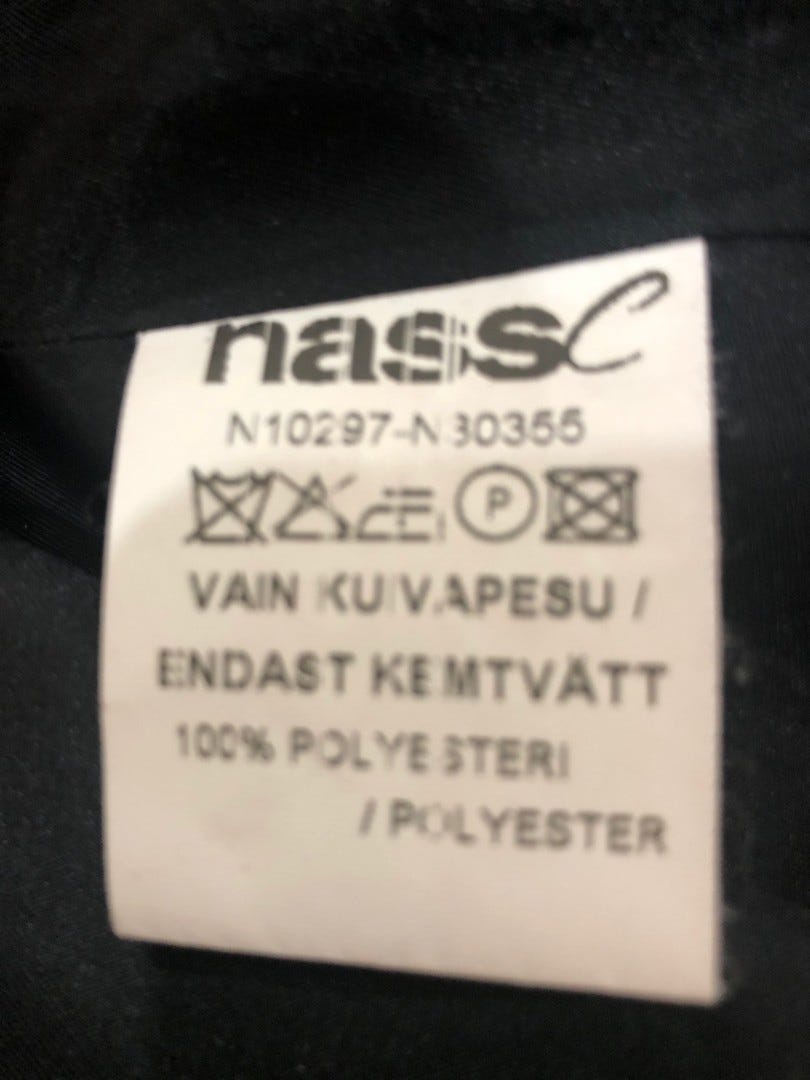 nassC
N10297-N30355
P
VAIN KUIVAPESU /
ENDAST KEMTVÄTT
100% POLYESTERI
/ POLYESTER